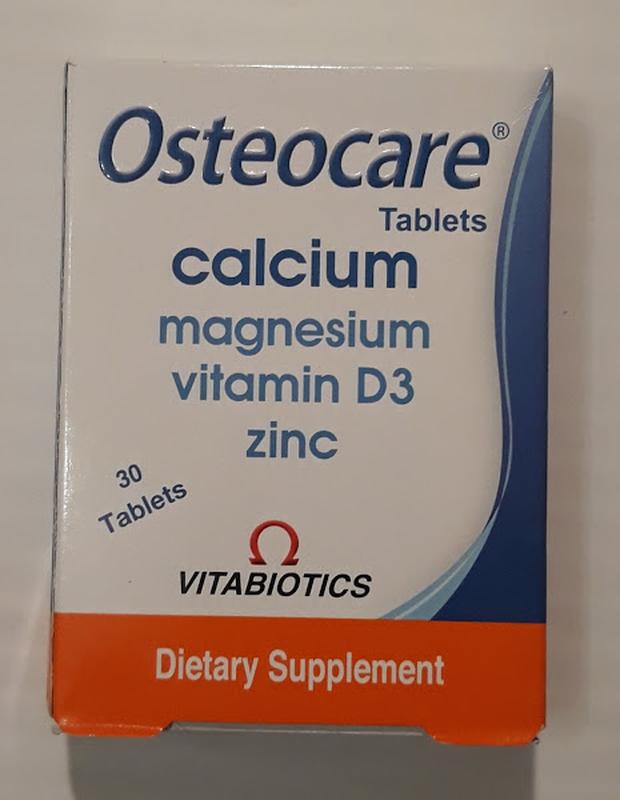 Osteocare®
Tablets
calcium
magnesium
vitamin D3
zinc
30
Tablets
VITABIOTICS
Dietary Supplement